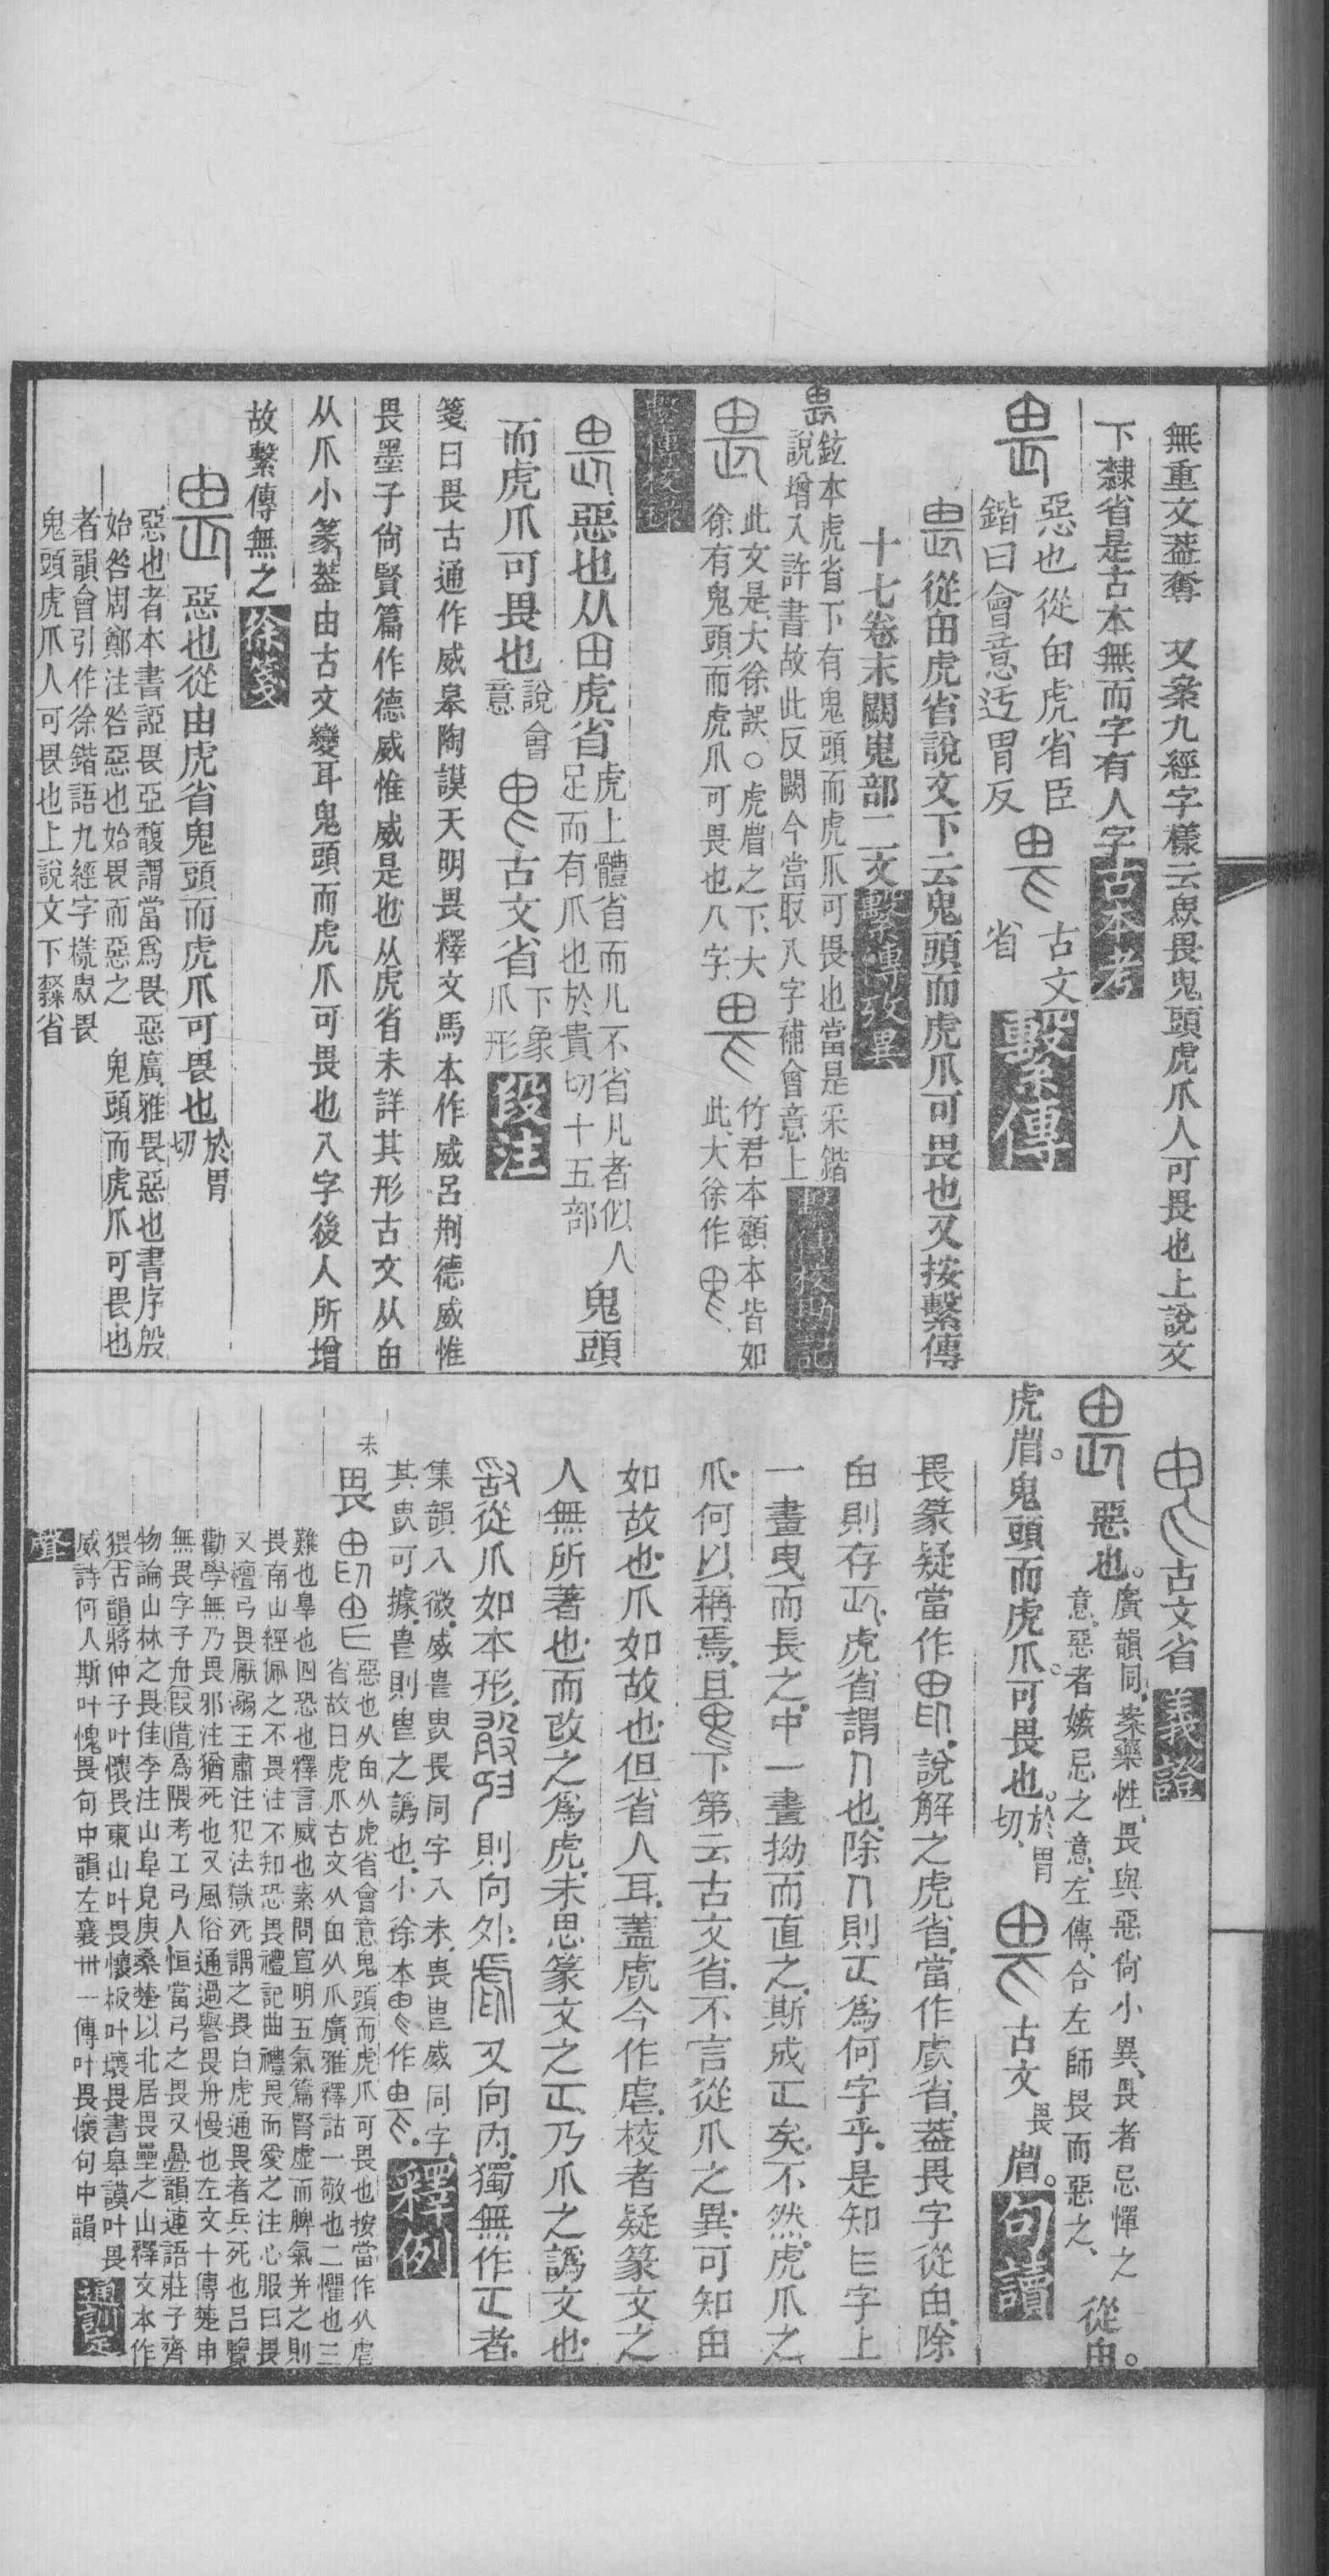 無重文葢奪　又案九經字樣云畏鬼頭虎爪人可畏也上說文
下隸省是古本無而字有人字古本考
惡也從甶虎省臣
鍇曰會意迃胃反
古文
省
繫傳
從甶虎省說文下云鬼頭而虎爪可畏也又按繫傳
十七卷末闕嵬部二文繫傳攷異
鉉本虎省下有鬼頭而虎爪可畏也當是采鍇
說增入許書故此反闕今當取八字補會意上
繫傳校勘記
此文是大徐誤○虎省之下大
徐有鬼頭而虎爪可畏也八字
竹君本顧本皆如
此大徐作
惡也从甶虎省
虎上體省而儿不省儿者似人
足而有爪也於貴切十五部
鬼頭
而虎爪可畏也
說會
意
古文省
下象
爪形
段注
箋曰畏古通作威皋陶謨天明畏釋文馬本作威呂刑德威惟
畏墨子尙賢篇作德威惟威是也从虎省未詳其形古文从甶
从爪小篆葢由古文變耳鬼頭而虎爪可畏也八字後人所增
故繫傳無之徐箋
惡也從甶虎省鬼頭而虎爪可畏也
於胃
切
惡也者本書䛩畏亞馥謂當爲畏惡廣雅畏惡也書序殷
始咎周鄭注咎惡也始畏而惡之　鬼頭而虎爪可畏也
者韻會引作徐鍇語九經字㨾畏
鬼頭虎爪人可畏也上說文下隸省
古文省
義證
惡也。
廣韻同、案藥性、畏與惡尙小異、畏者忌憚之
意、惡者嫉忌之意、左傳、合左師畏而惡之、
從甶。
虎省。鬼頭而虎爪。可畏也。
於胃
切、
古文
畏
省。
句讀
畏篆疑當作　說解之虎省、當作虐省、葢畏字從甶、除
甶則存　虎省謂　也、除　則　爲何字乎、是知　字上
一畫曳而長之、中一畫拗而直之、斯成　矣、不然、虎爪之
爪、何以稱焉、且　下第云古文省、不言從爪之異、可知甶
如故也、爪如故也、但省人耳、蓋虐今作虐、校者疑篆文之
人無所著也、而改之爲虎、未思篆文之　乃爪之譌文也、
從爪如本形、　則向外、　又向內、獨無作　者、
集韻八微、威　畏同字、八未、畏　威同字、
其　可據、　則　之譌也、小徐本　作
釋例
未
畏
惡也从甶从虎省會意鬼頭而虎爪可畏也按當作从虐
省故曰虎爪古文从甶从爪廣雅釋詁一敬也二懼也三
難也辠也四恐也釋言威也素問宣明五氣篇腎虛而脾氣并之則
畏南山經佩之不畏注不知恐畏禮記曲禮畏而愛之注心服曰畏
又檀弓畏厭溺王肅注犯法獄死謂之畏白虎通畏者兵死也呂覽
勸學無乃畏邪注猶死也又風俗通過譽畏舟慢也左文十傳楚申
無畏字子舟假借爲隈考工弓人恒當弓之畏又疊韻連語莊子齊
物論山林之畏佳李注山阜皃庚桑楚以北居畏壘之山釋文本作
猥古韻將仲子叶懷畏東山叶畏懷板叶壞畏書皋謨叶畏
威詩何人斯叶愧畏句中韻左襄卅一傳叶畏懷句中韻
通訓定
聲